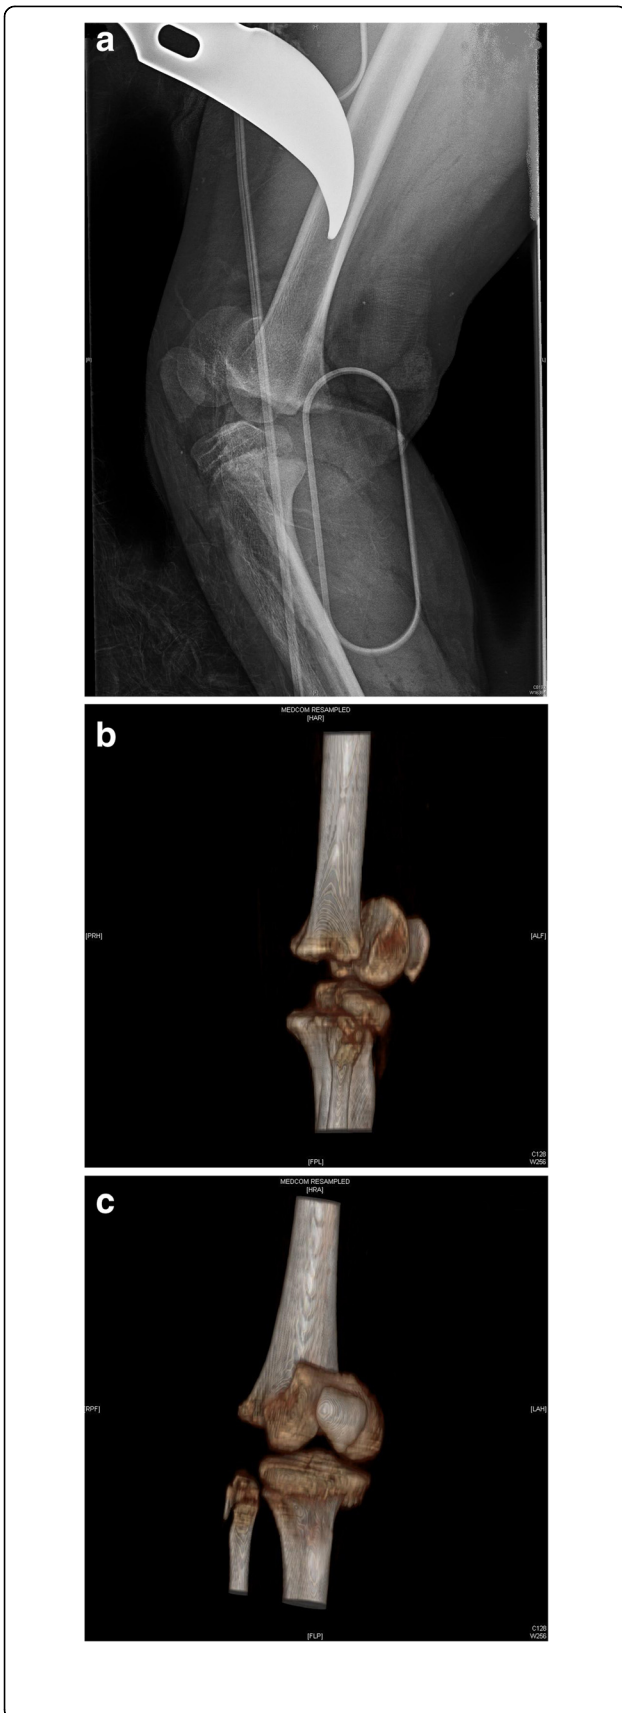 a
b
MEDCOM RESAMPLED
[HAR]
[PRH]
[ALF]
[FPL]
C128
W256
c
MEDCOM RESAMPLED
[HRA]
[RPF]
[LAH]
[FLP]
C128
W256